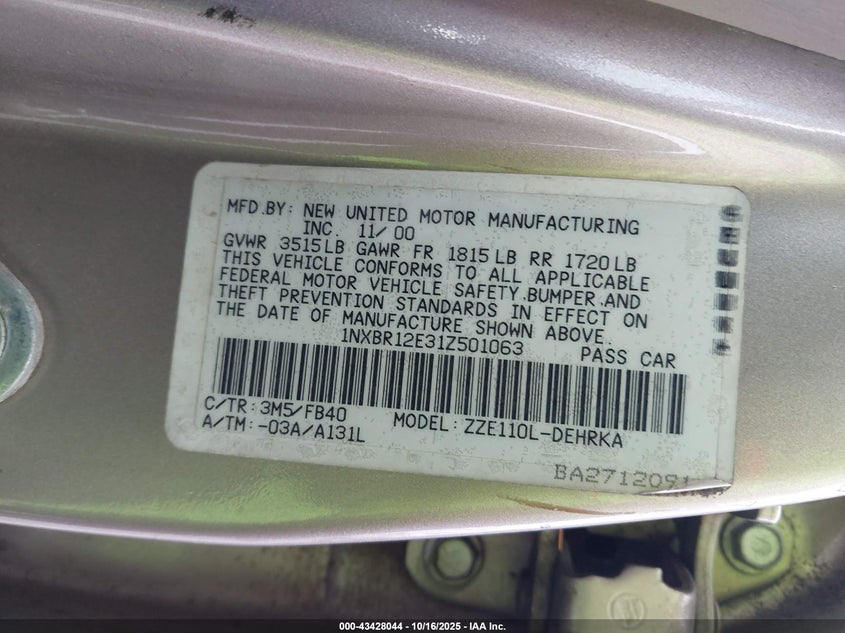 MFD.BY: NEW UNITED MOTOR MANUFACTURING
INC. 11/00
GVWR 3515LB GAWR FR 1815LB RR 1720LB
THIS VEHICLE CONFORMS TO ALL APPLICABLE
FEDERAL MOTOR VEHICLE SAFETY.BUMPER.AND
THEFT PREVENTION STANDARDS IN EFFECT ON
THE DATE OF MANUFACTURE SHOWN ABOVE.
1NXBR12E31Z501063 PASS CAR
C/TR:3M5/FB40 MODEL:ZZE110L-DEHRKA
A/TM:-03A/A131L
BA2712091
000-43428044 - 10/16/2025 - IAA Inc.